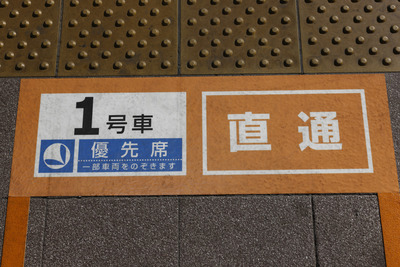 1号車
優先席
一部車両をのぞきます
直通